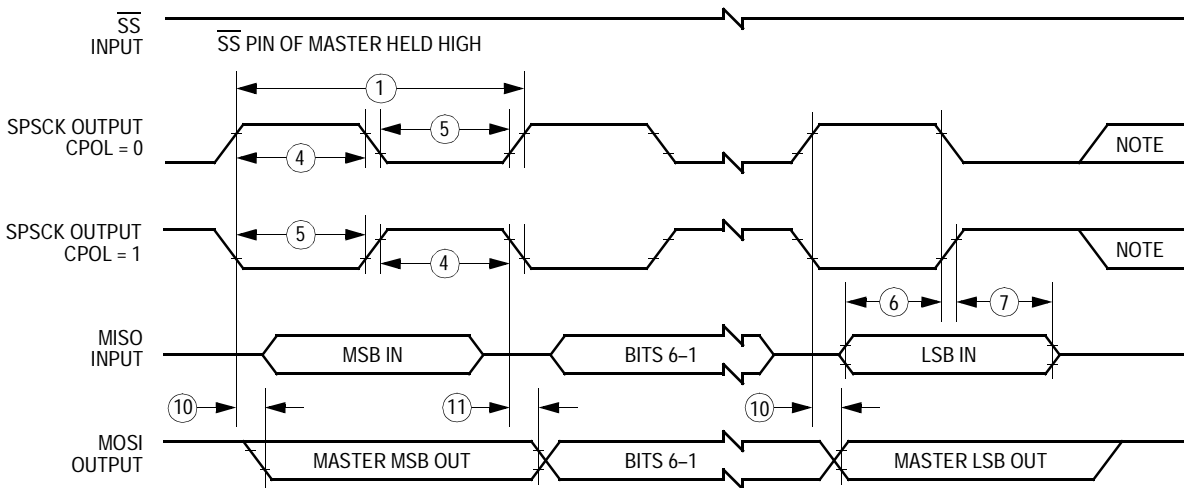 SS
INPUT
SS PIN OF MASTER HELD HIGH
1
SPSCK OUTPUT
CPOL = 0
5
4
NOTE
SPSCK OUTPUT
CPOL = 1
5
4
NOTE
6
7
MISO
INPUT
MSB IN
BITS 6–1
LSB IN
10
11
10
MOSI
OUTPUT
MASTER MSB OUT
BITS 6–1
MASTER LSB OUT